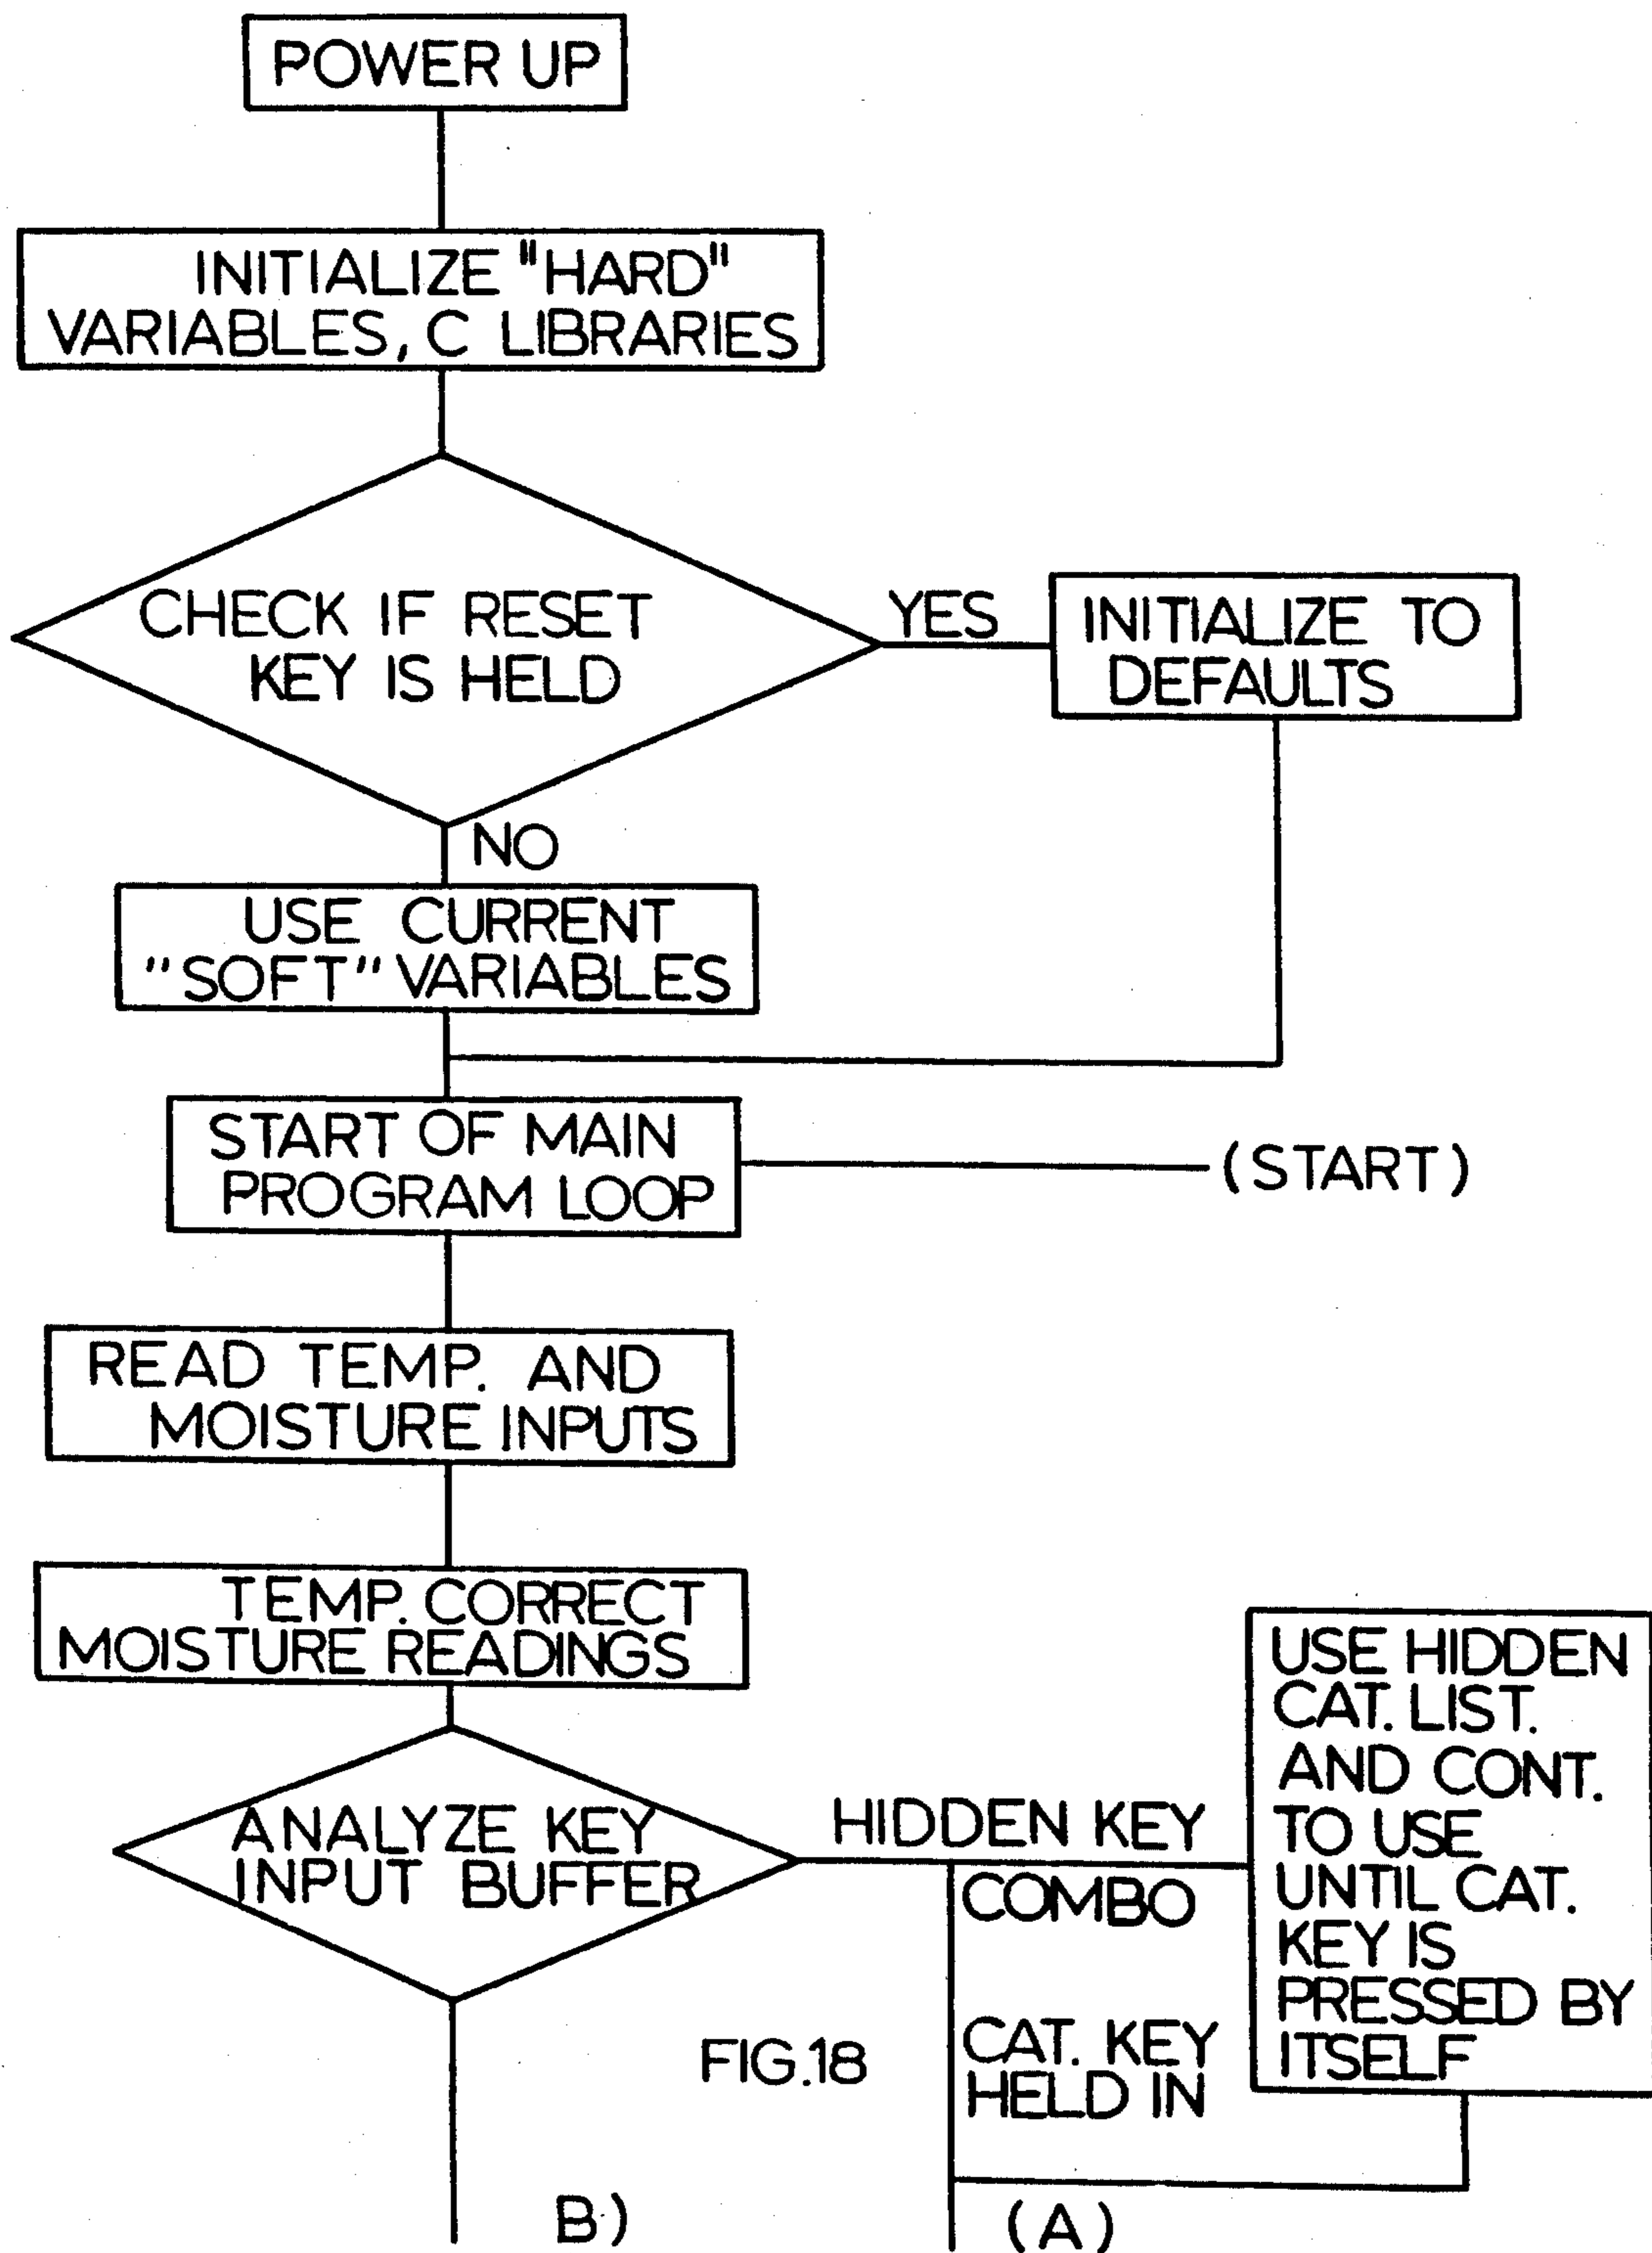 POWER UP
INITIALIZE "HARD"
VARIABLES, C LIBRARIES
CHECK IF RESET
KEY IS HELD
YES
INITIALIZE TO
DEFAULTS
NO
USE CURRENT
"SOFT" VARIABLES
START OF MAIN
PROGRAM LOOP
(START)
READ TEMP. AND
MOISTURE INPUTS
TEMP. CORRECT
MOISTURE READINGS
ANALYZE KEY
INPUT BUFFER
HIDDEN KEY
COMBO
USE HIDDEN
CAT. LIST.
AND CONT.
TO USE
UNTIL CAT.
KEY IS
PRESSED BY
ITSELF
CAT. KEY
HELD IN
FIG.18
B)
(A)